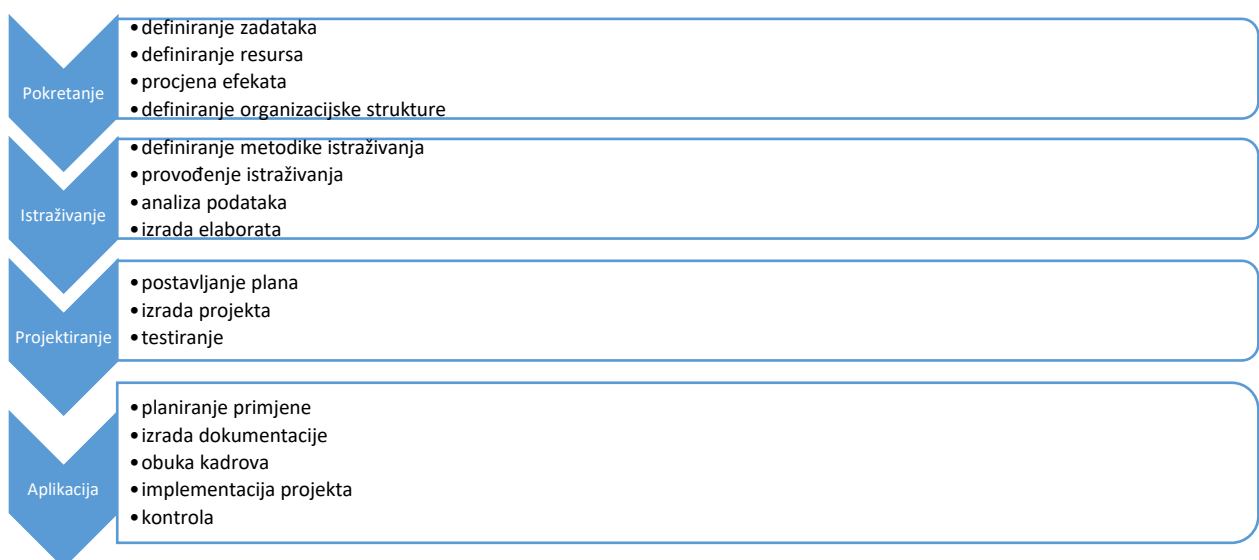 Pokretanje
•definiranje zadataka
•definiranje resursa
•procjena efekata
•definiranje organizacijske strukture
Istraživanje
•definiranje metodike istraživanja
•provođenje istraživanja
•analiza podataka
•izrada elaborata
Projektiranje
•postavljanje plana
•izrada projekta
•testiranje
Aplikacija
•planiranje primjene
•izrada dokumentacije
•obuka kadrova
•implementacija projekta
•kontrola